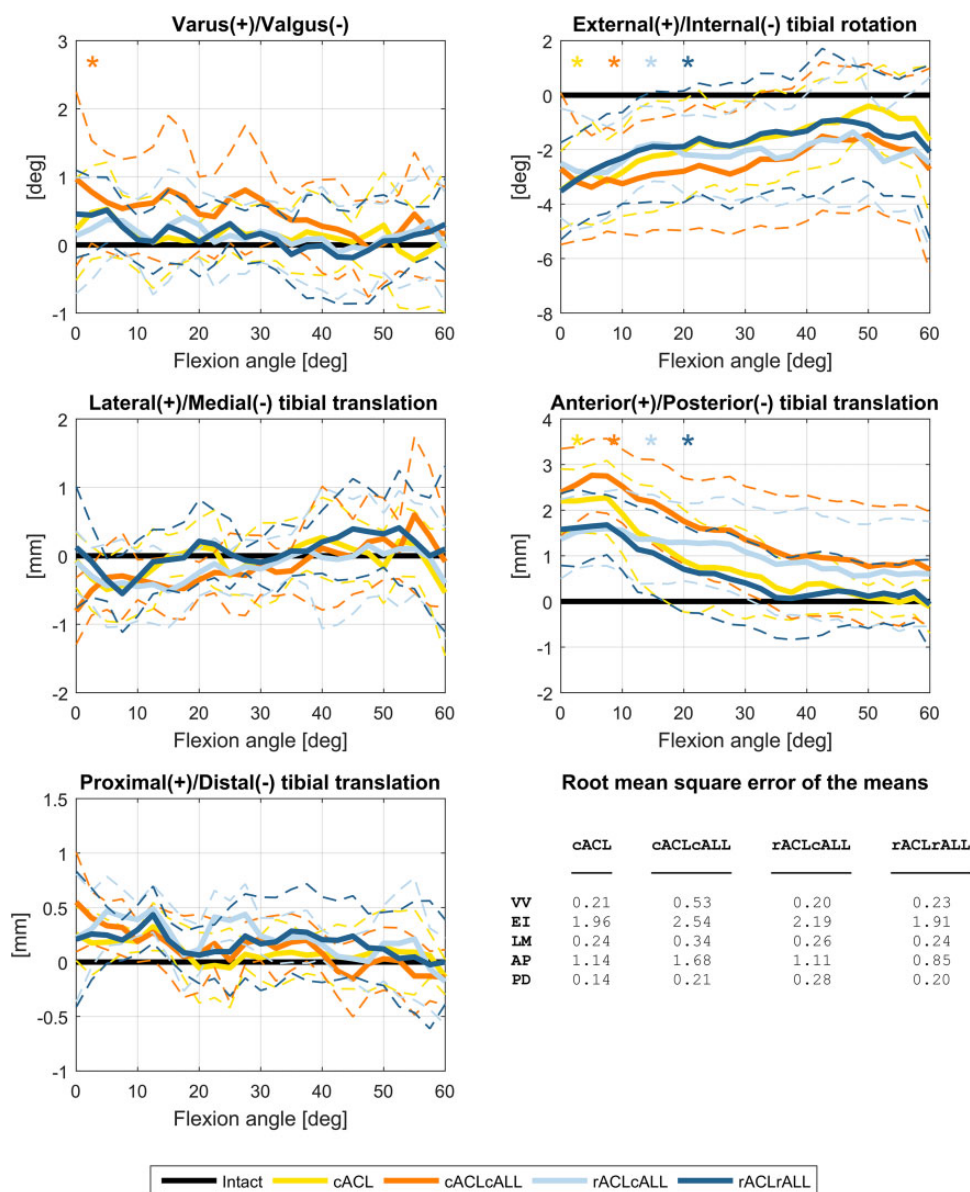 Varus(+)/Valgus(-)
[deg]
3
2
1
0
-1
0 10 20 30 40 50 60
Flexion angle [deg]
* 
External(+)/Internal(-) tibial rotation
[deg]
2
0
-2
-4
-6
-8
0 10 20 30 40 50 60
Flexion angle [deg]
* * * *
Lateral(+)/Medial(-) tibial translation
[mm]
2
1
0
-1
-2
0 10 20 30 40 50 60
Flexion angle [deg]
Anterior(+)/Posterior(-) tibial translation
[mm]
4
3
2
1
0
-1
-2
0 10 20 30 40 50 60
Flexion angle [deg]
* * * *
Proximal(+)/Distal(-) tibial translation
[mm]
1.5
1
0.5
0
-0.5
-1
0 10 20 30 40 50 60
Flexion angle [deg]
Root mean square error of the means
cACL cACLcALL rACLcALL rACLrALL
VV 0.21 0.53 0.20 0.23
EI 1.96 2.54 2.19 1.91
LM 0.24 0.34 0.26 0.24
AP 1.14 1.68 1.11 0.85
PD 0.14 0.21 0.28 0.20
Intact cACL cACLcALL rACLcALL rACLrALL